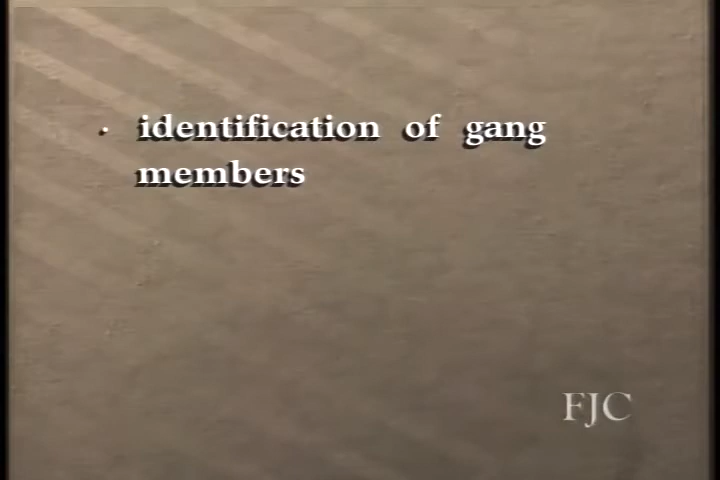 · identification of gang
members
FJC